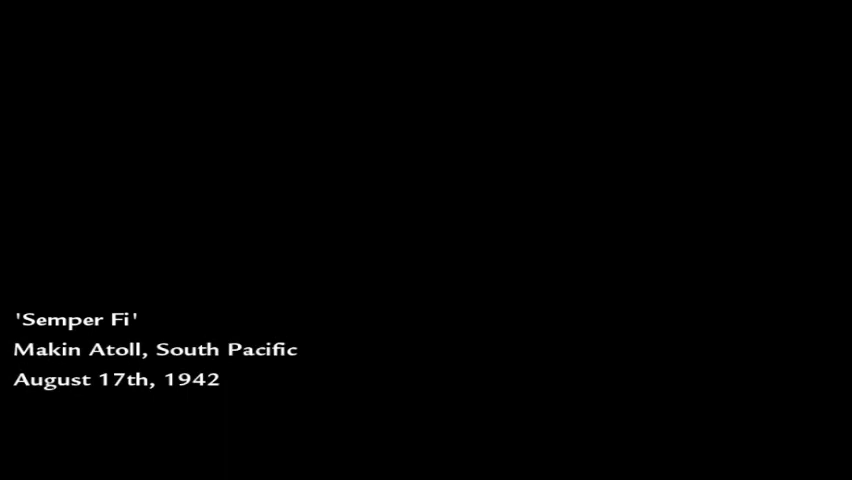 'Semper Fi'
Makin Atoll, South Pacific
August 17th, 1942